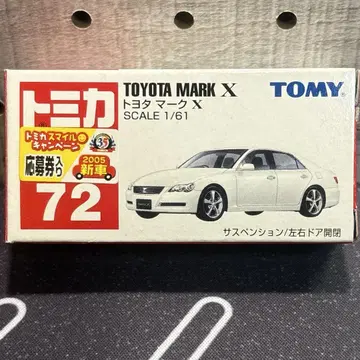 トミカ
トミカスマイル
キャンペーン
応募券入り
35
2005
新車
72
TOYOTA MARK X
トヨタ マーク X
SCALE 1/61
TOMY
サスペンション/左右ドア開閉